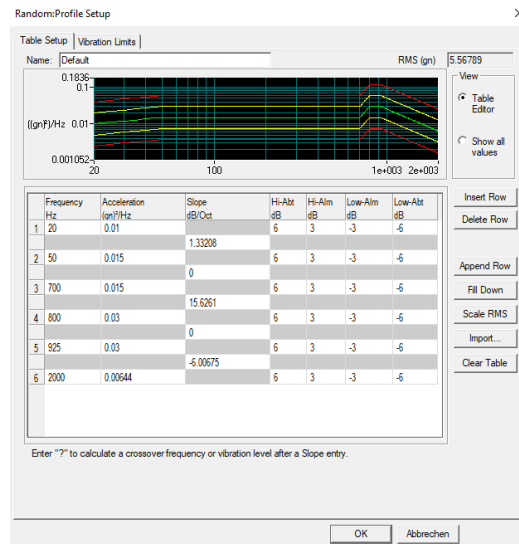 Random:Profile Setup
Table Setup Vibration Limits
Name: Default RMS (gn) 5.56789
0.1836
0.1
((gn)²)/Hz 0.01
0.001052
20 100 1e+003 2e+003
View
Table Editor
Show all values
Frequency Acceleration Slope Hi-Abt Hi-Alm Low-Alm Low-Abt
Hz (gn)²/Hz dB/Oct dB dB dB dB
1 20 0.01 6 3 -3 -6
1.33208
2 50 0.015 6 3 -3 -6
0
3 700 0.015 6 3 -3 -6
15.6261
4 800 0.03 6 3 -3 -6
0
5 925 0.03 6 3 -3 -6
-6.00675
6 2000 0.00644 6 3 -3 -6
Insert Row
Delete Row
Append Row
Fill Down
Scale RMS
Import...
Clear Table
Enter "?" to calculate a crossover frequency or vibration level after a Slope entry.
OK Abbrechen